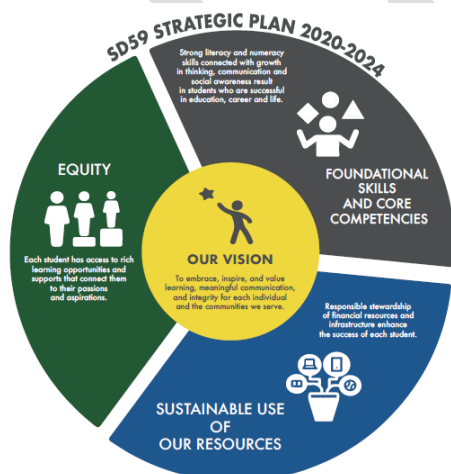 SD59 STRATEGIC PLAN 2020-2024
Strong literacy and numeracy
skills connected with growth
in thinking, communication and
social awareness result
in students who are successful
in education, career and life.
FOUNDATIONAL
SKILLS
AND CORE
COMPETENCIES
EQUITY
Each student has access to rich
learning opportunities and
supports that connect them
to their passions
and aspirations.
OUR VISION
To embrace, inspire, and value
learning, meaningful communication,
and integrity for each individual
and the communities we serve.
Responsible stewardship
of financial resources and
infrastructure enhance
the success of each student.
SUSTAINABLE USE
OF
OUR RESOURCES